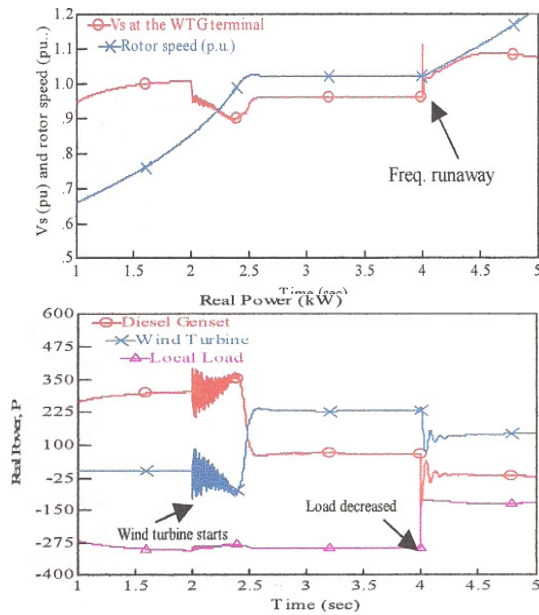 1.2
Vs at the WTG terminal
Rotor speed (p.u.)
1.1
1.0
.9
.8
.7
.6
.5
Vs (pu) and rotor speed (pu..)
Freq. runaway
1 1.5 2 2.5 3 3.5 4 4.5 5
Time (sec)
Real Power (kW)
600
475
350
225
100
-25
-150
-275
-400
Real Power, P
Diesel Genset
Wind Turbine
Local Load
Wind turbine starts
Load decreased
1 1.5 2 2.5 3 3.5 4 4.5 5
Time (sec)